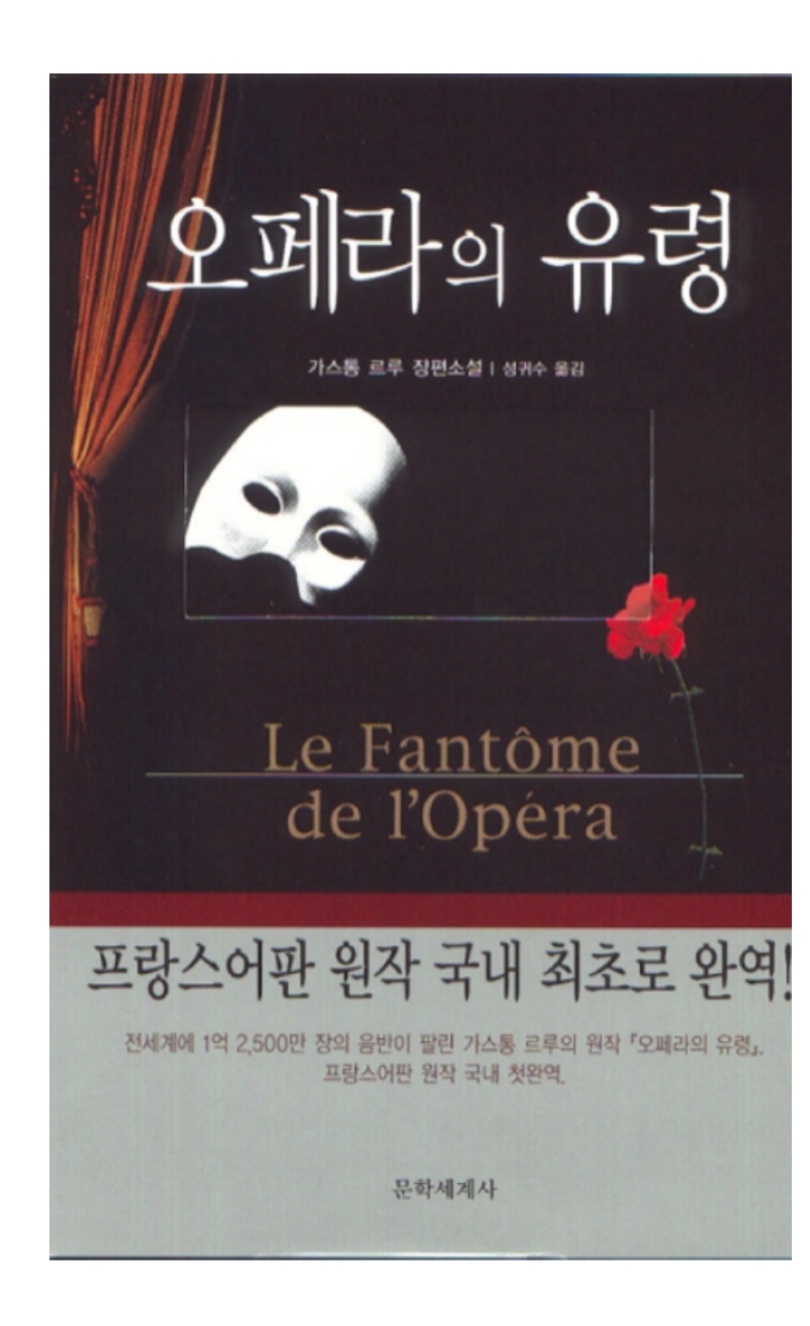 오페라의 유령
가스통 르루 장편소설 | 성귀수 옮김
Le Fantôme
de l'Opéra
프랑스어판 원작 국내 최초로 완역!
전세계에 1억 2,500만 장의 음반이 팔린 가스통 르루의 원작 『오페라의 유령』.
프랑스어판 원작 국내 첫완역.
문학세계사